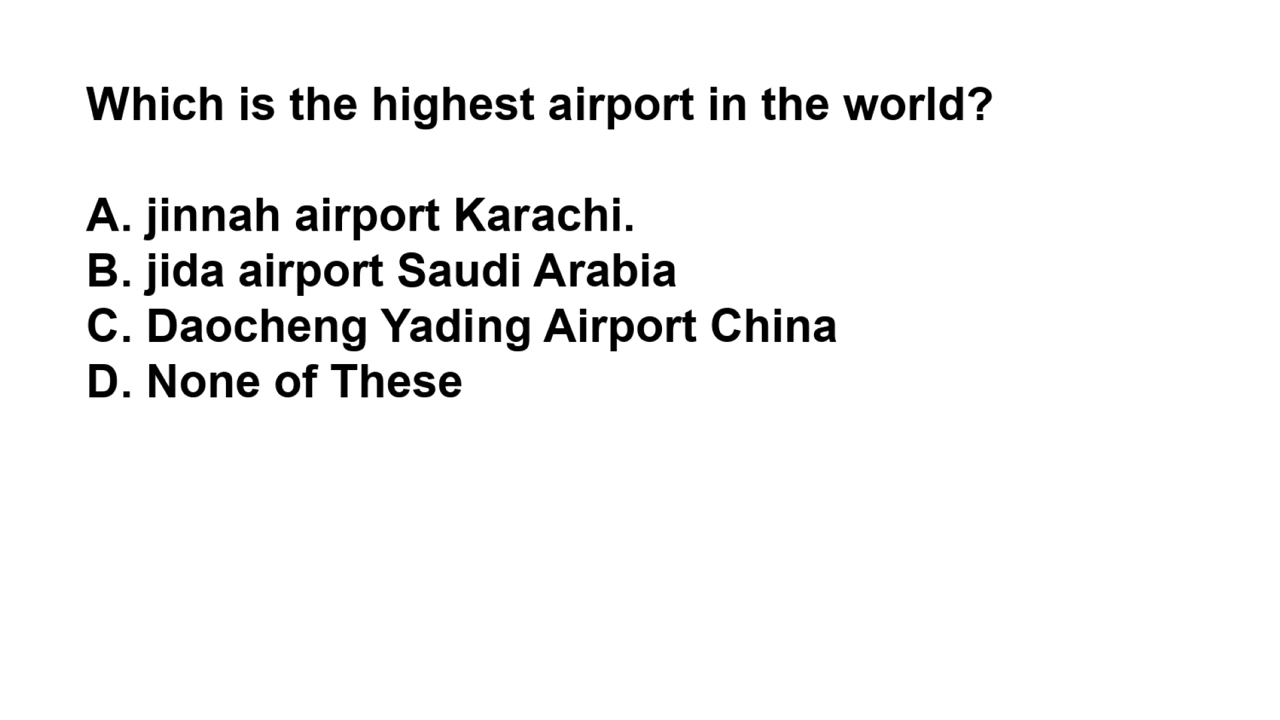 Which is the highest airport in the world?
A. jinnah airport Karachi.
B. jida airport Saudi Arabia
C. Daocheng Yading Airport China
D. None of These